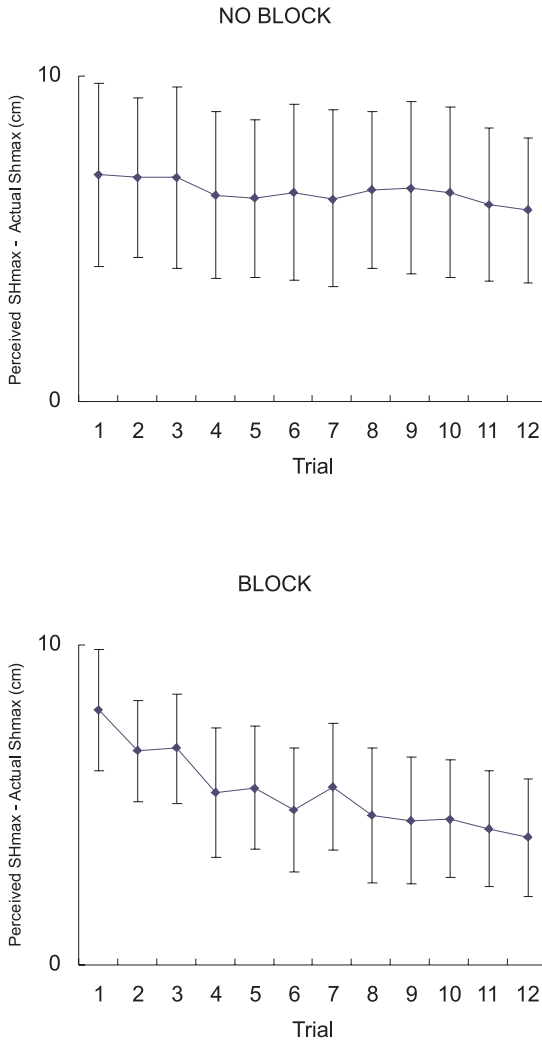 NO BLOCK
10
Perceived SHmax - Actual Shmax (cm)
0
1 2 3 4 5 6 7 8 9 10 11 12
Trial
BLOCK
10
Perceived SHmax - Actual Shmax (cm)
0
1 2 3 4 5 6 7 8 9 10 11 12
Trial